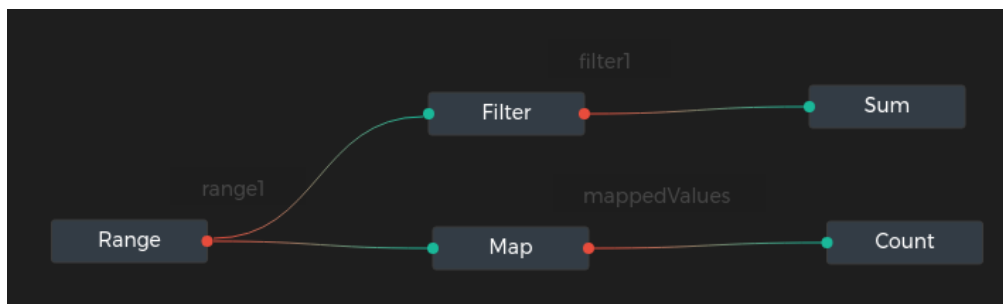 filter1
Filter
Sum
range1
mappedValues
Range
Map
Count